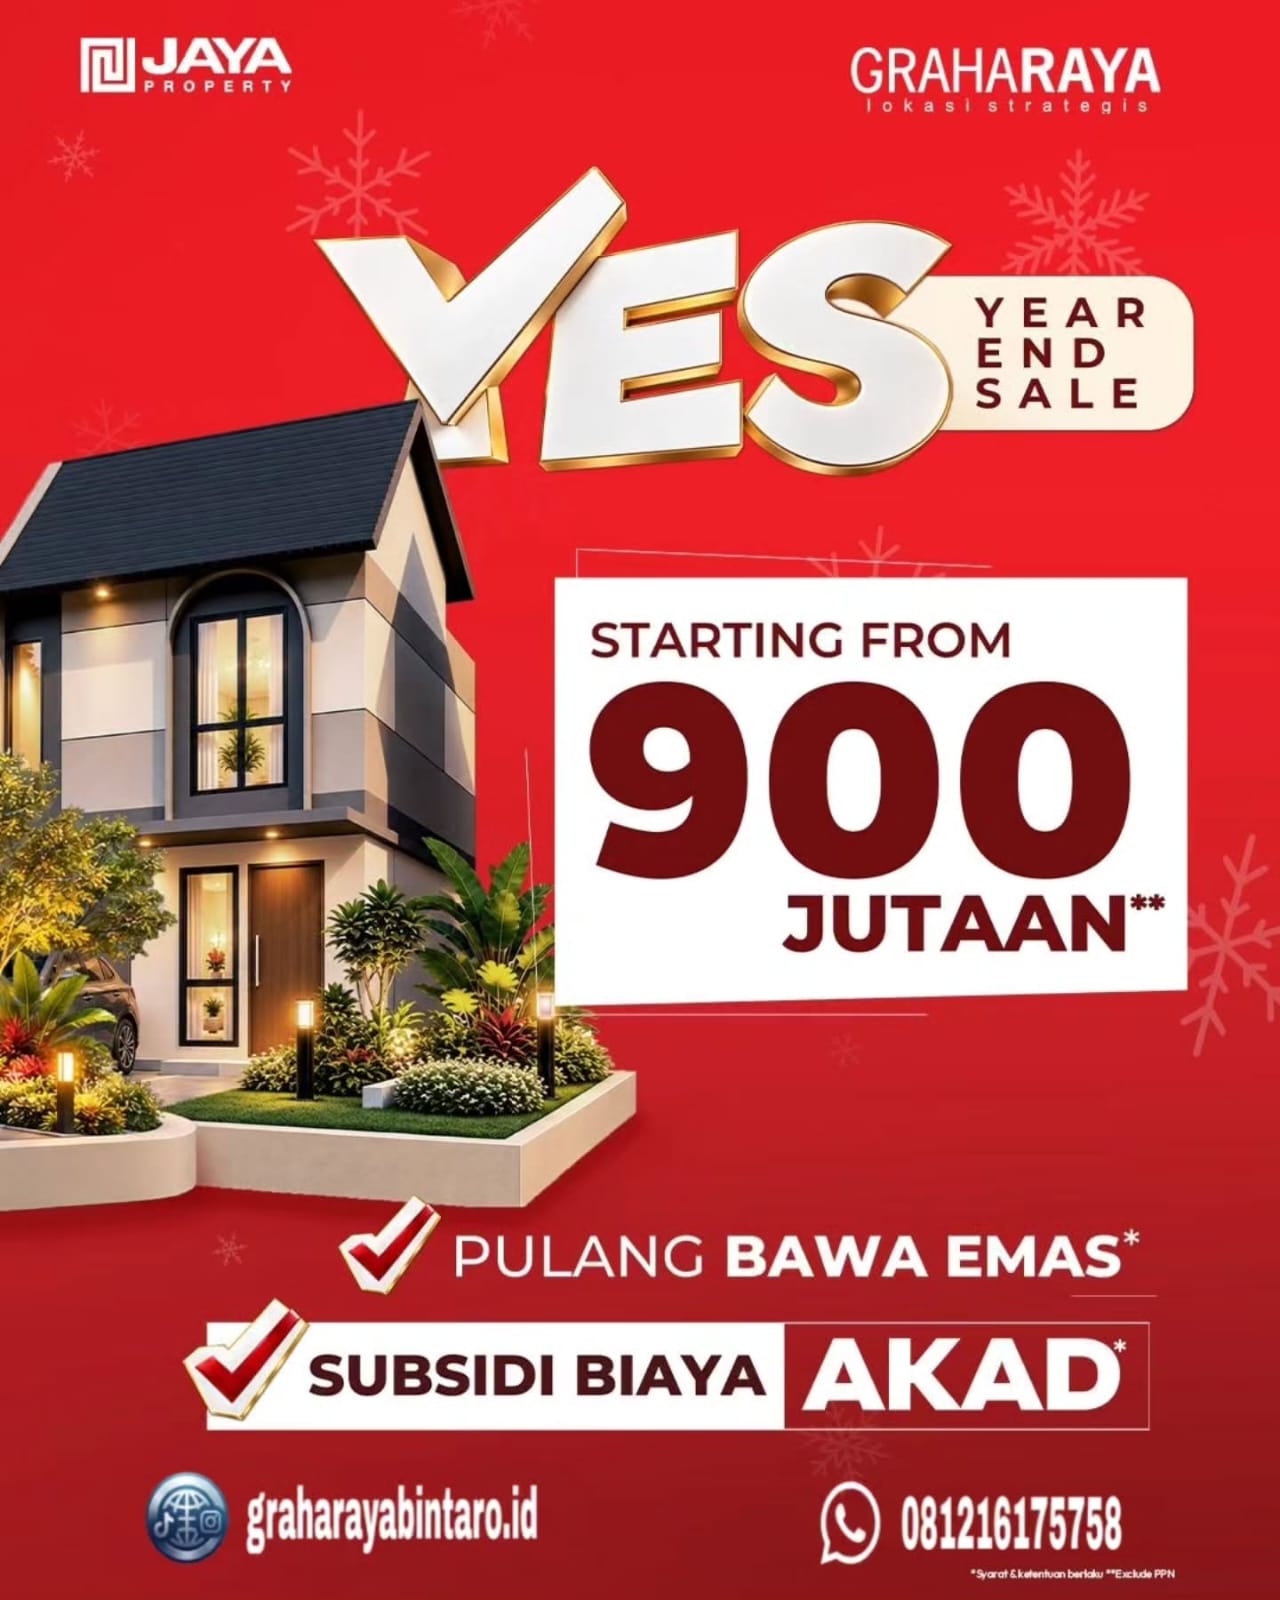 JAYA
PROPERTY
GRAHARAYA
lokasi strategis
YES
YEAR
END
SALE
STARTING FROM
900
JUTAAN**
PULANG BAWA EMAS*
SUBSIDI BIAYA AKAD*
graharayabintaro.id
081216175758
*Syarat & ketentuan berlaku **Exclude PPN